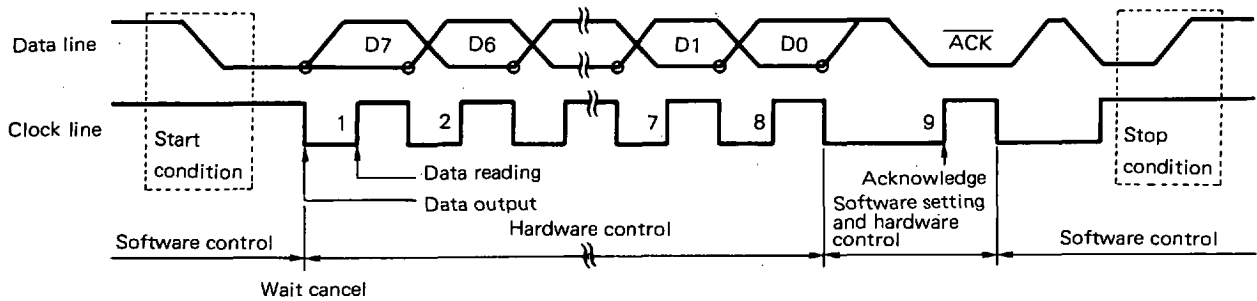 Data line
D7
D6
D1
D0
ACK
Clock line
1
2
7
8
9
Start
condition
Stop
condition
Data reading
Data output
Acknowledge
Software setting
and hardware
control
Software control
Hardware control
Software control
Wait cancel